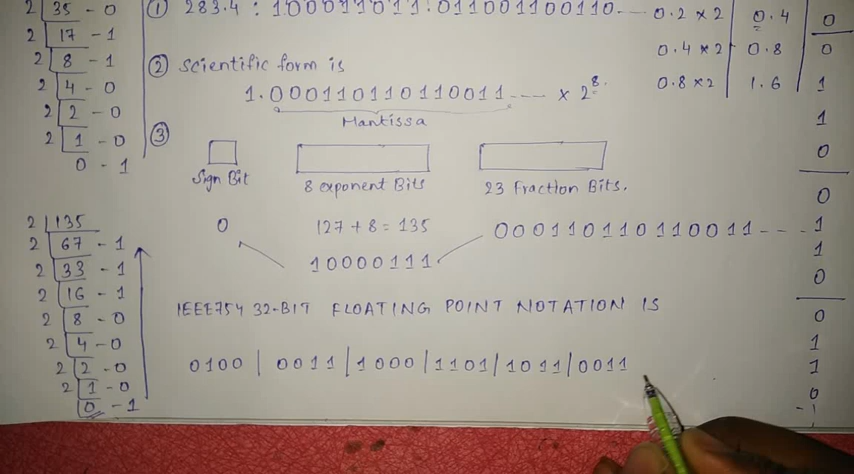 2 | 35 - 0
2 | 17 - 1
2 | 8 - 1
2 | 4 - 0
2 | 2 - 0
2 | 1 - 0
0 - 1
① 283.4 : 100011011.011001100110....
0.2 × 2 | 0.4 | 0
0.4 × 2 | 0.8 | 0
0.8 × 2 | 1.6 | 1
1
0
0
1
1
0
0
1
1
0
② Scientific form is
1.000110110110011---- × 2^8
Mantissa
③
Sign Bit
8 exponent Bits
23 Fraction Bits.
0
127 + 8 = 135
000110110110011---
10000111
2 | 135
2 | 67 - 1
2 | 33 - 1
2 | 16 - 1
2 | 8 - 0
2 | 4 - 0
2 | 2 - 0
2 | 1 - 0
0 - 1
IEEE754 32-BIT FLOATING POINT NOTATION IS
0100 | 0011 | 1000 | 1101 | 1011 | 0011